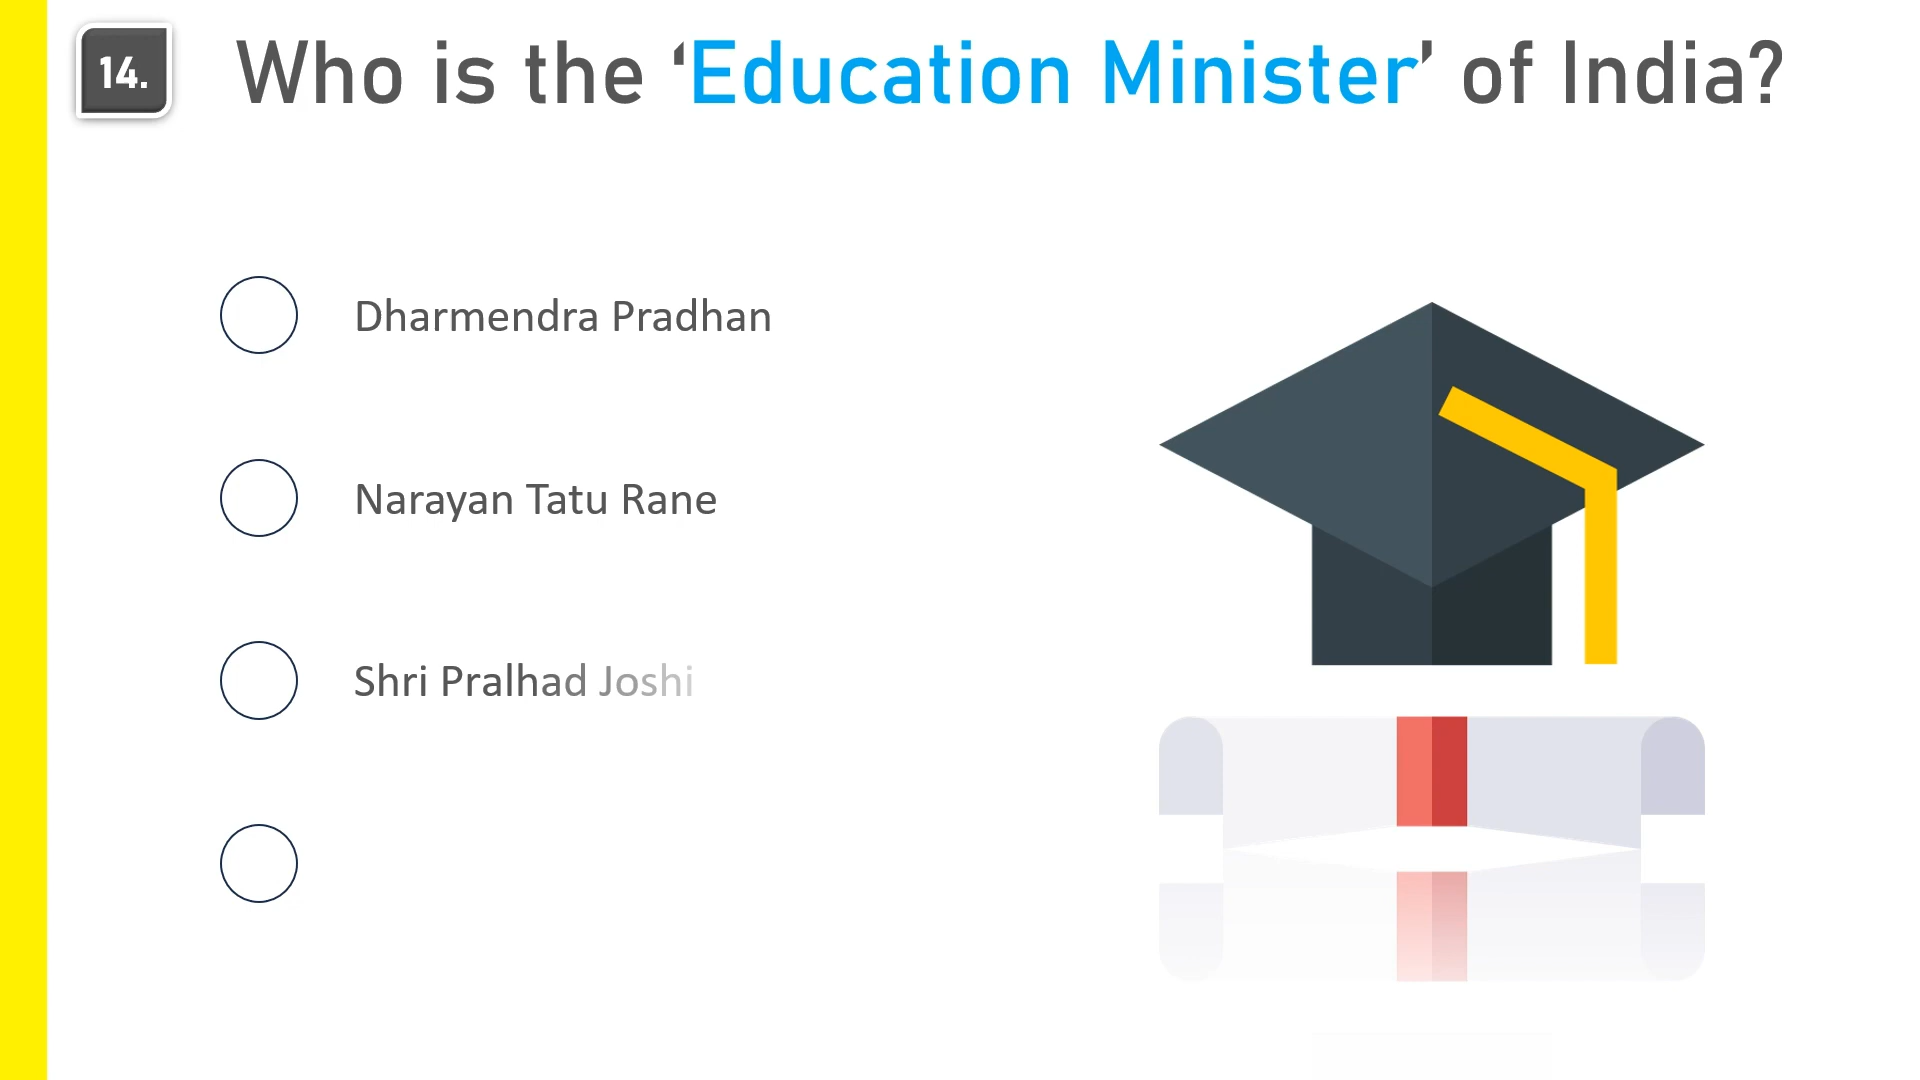 14.
Who is the ‘Education Minister’ of India?
Dharmendra Pradhan
Narayan Tatu Rane
Shri Pralhad Joshi